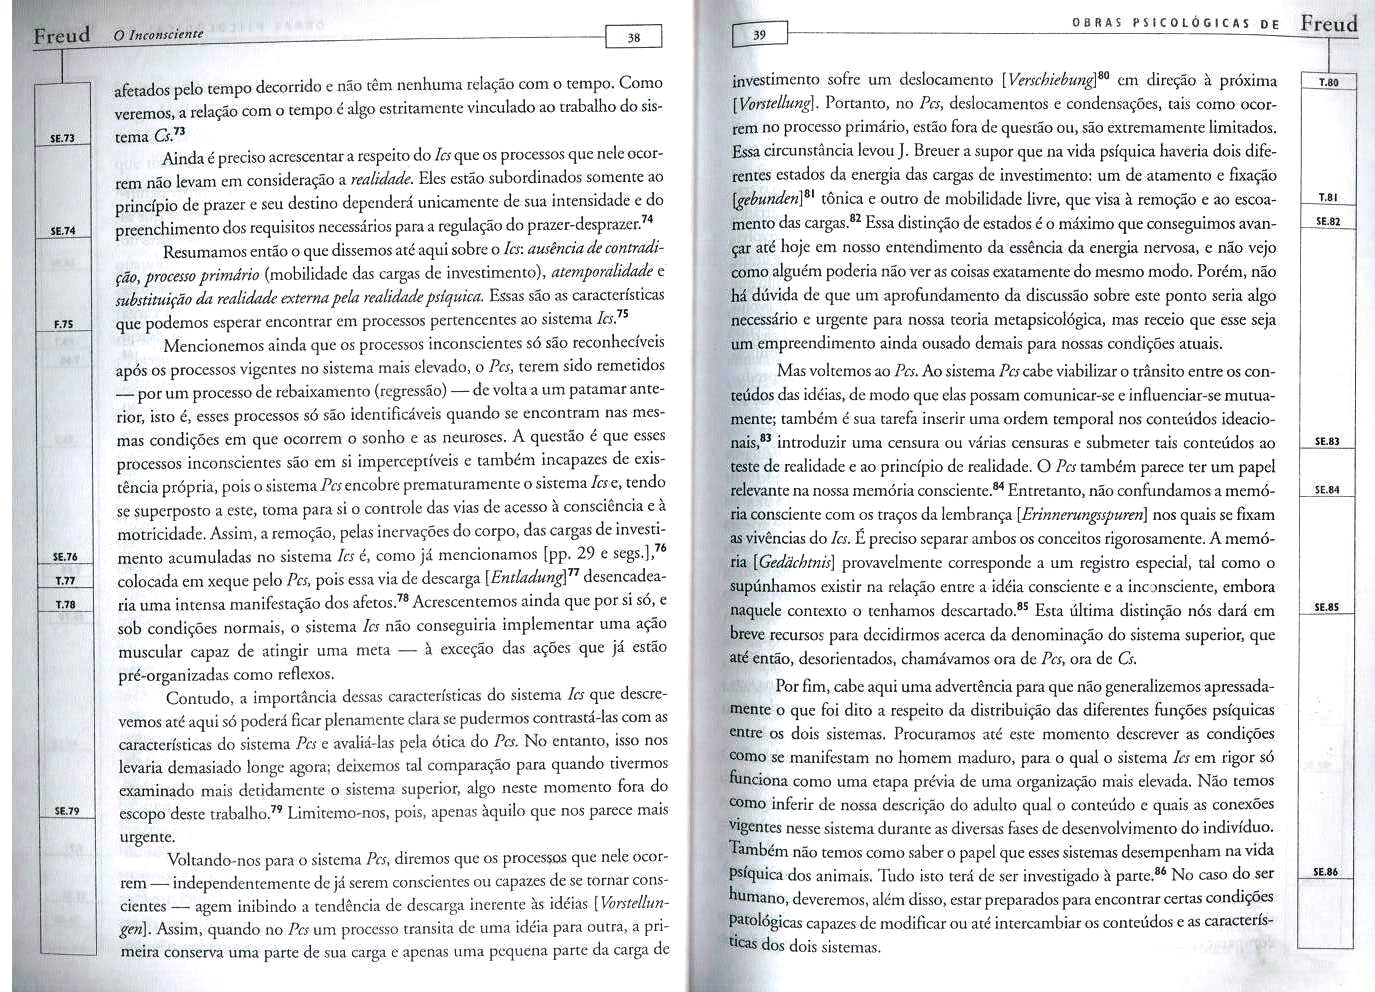 Freud O Inconsciente 38
afetados pelo tempo decorrido e não têm nenhuma relação com o tempo. Como
veremos, a relação com o tempo é algo estritamente vinculado ao trabalho do sis-
SE.73 tema Cs.73
Ainda é preciso acrescentar a respeito do Ics que os processos que nele ocor-
rem não levam em consideração a realidade. Eles estão subordinados somente ao
princípio de prazer e seu destino dependerá unicamente de sua intensidade e do
SE.74 preenchimento dos requisitos necessários para a regulação do prazer-desprazer.74
Resumamos então o que dissemos até aqui sobre o Ics: ausência de contradi-
ção, processo primário (mobilidade das cargas de investimento), atemporalidade e
substituição da realidade externa pela realidade psíquica. Essas são as características
F.75 que podemos esperar encontrar em processos pertencentes ao sistema Ics.75
Mencionemos ainda que os processos inconscientes só são reconhecíveis
após os processos vigentes no sistema mais elevado, o Pcs, terem sido remetidos
— por um processo de rebaixamento (regressão) — de volta a um patamar ante-
rior, isto é, esses processos só são identificáveis quando se encontram nas mes-
mas condições em que ocorrem o sonho e as neuroses. A questão é que esses
processos inconscientes são em si imperceptíveis e também incapazes de exis-
tência própria, pois o sistema Pcs encobre prematuramente o sistema Ics e, tendo
se superposto a este, toma para si o controle das vias de acesso à consciência e à
motricidade. Assim, a remoção, pelas inervações do corpo, das cargas de investi-
SE.76 mento acumuladas no sistema Ics é, como já mencionamos [pp. 29 e segs.],76
T.77 colocada em xeque pelo Pcs, pois essa via de descarga [Entladung]77 desencadea-
T.78 ria uma intensa manifestação dos afetos.78 Acrescentemos ainda que por si só, e
sob condições normais, o sistema Ics não conseguiria implementar uma ação
muscular capaz de atingir uma meta — à exceção das ações que já estão
pré-organizadas como reflexos.
Contudo, a importância dessas características do sistema Ics que descre-
vemos até aqui só poderá ficar plenamente clara se pudermos contrastá-las com as
características do sistema Pcs e avaliá-las pela ótica do Pcs. No entanto, isso nos
levaria demasiado longe agora; deixemos tal comparação para quando tivermos
examinado mais detidamente o sistema superior, algo neste momento fora do
SE.79 escopo deste trabalho.79 Limitemo-nos, pois, apenas àquilo que nos parece mais
urgente.
Voltando-nos para o sistema Pcs, diremos que os processos que nele ocor-
rem — independentemente de já serem conscientes ou capazes de se tornar cons-
cientes — agem inibindo a tendência de descarga inerente às idéias [Vorstellun-
gen]. Assim, quando no Pcs um processo transita de uma idéia para outra, a pri-
meira conserva uma parte de sua carga e apenas uma pequena parte da carga de
39 OBRAS PSICOLÓGICAS DE Freud
investimento sofre um deslocamento [Verschiebung]80 em direção à próxima T.80
[Vorstellung]. Portanto, no Pcs, deslocamentos e condensações, tais como ocor-
rem no processo primário, estão fora de questão ou, são extremamente limitados.
Essa circunstância levou J. Breuer a supor que na vida psíquica haveria dois dife-
rentes estados da energia das cargas de investimento: um de atamento e fixação
[gebunden]81 tônica e outro de mobilidade livre, que visa à remoção e ao escoa- T.81
mento das cargas.82 Essa distinção de estados é o máximo que conseguimos avan- SE.82
çar até hoje em nosso entendimento da essência da energia nervosa, e não vejo
como alguém poderia não ver as coisas exatamente do mesmo modo. Porém, não
há dúvida de que um aprofundamento da discussão sobre este ponto seria algo
necessário e urgente para nossa teoria metapsicológica, mas receio que esse seja
um empreendimento ainda ousado demais para nossas condições atuais.
Mas voltemos ao Pcs. Ao sistema Pcs cabe viabilizar o trânsito entre os con-
teúdos das idéias, de modo que elas possam comunicar-se e influenciar-se mutua-
mente; também é sua tarefa inserir uma ordem temporal nos conteúdos ideacio-
nais,83 introduzir uma censura ou várias censuras e submeter tais conteúdos ao SE.83
teste de realidade e ao princípio de realidade. O Pcs também parece ter um papel
relevante na nossa memória consciente.84 Entretanto, não confundamos a memó- SE.84
ria consciente com os traços da lembrança [Erinnerungsspuren] nos quais se fixam
as vivências do Ics. É preciso separar ambos os conceitos rigorosamente. A memó-
ria [Gedächtnis] provavelmente corresponde a um registro especial, tal como o
supúnhamos existir na relação entre a idéia consciente e a inconsciente, embora
naquele contexto o tenhamos descartado.85 Esta última distinção nós dará em SE.85
breve recursos para decidirmos acerca da denominação do sistema superior, que
até então, desorientados, chamávamos ora de Pcs, ora de Cs.
Por fim, cabe aqui uma advertência para que não generalizemos apressada-
mente o que foi dito a respeito da distribuição das diferentes funções psíquicas
entre os dois sistemas. Procuramos até este momento descrever as condições
como se manifestam no homem maduro, para o qual o sistema Ics em rigor só
funciona como uma etapa prévia de uma organização mais elevada. Não temos
como inferir de nossa descrição do adulto qual o conteúdo e quais as conexões
vigentes nesse sistema durante as diversas fases de desenvolvimento do indivíduo.
Também não temos como saber o papel que esses sistemas desempenham na vida
psíquica dos animais. Tudo isto terá de ser investigado à parte.86 No caso do ser SE.86
humano, deveremos, além disso, estar preparados para encontrar certas condições
patológicas capazes de modificar ou até intercambiar os conteúdos e as caracterís-
ticas dos dois sistemas.